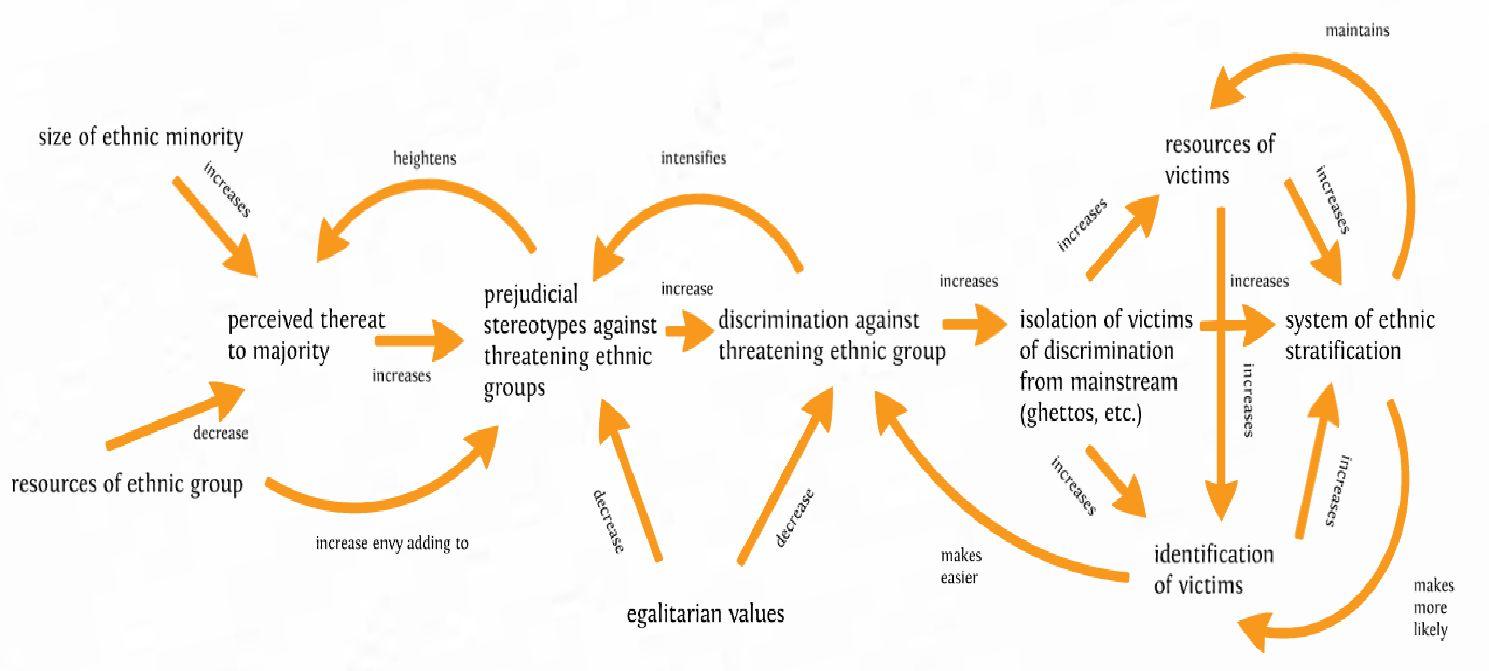 maintains
size of ethnic minority
increases
heightens
intensifies
resources of
victims
increases
increases
perceived thereat
to majority
increases
prejudicial
stereotypes against
threatening ethnic
groups
increase
discrimination against
threatening ethnic group
increases
isolation of victims
of discrimination
from mainstream
(ghettos, etc.)
increases
increases
system of ethnic
stratification
decrease
resources of ethnic group
increase envy adding to
decrease
decrease
egalitarian values
makes
easier
increases
identification
of victims
increases
makes
more
likely